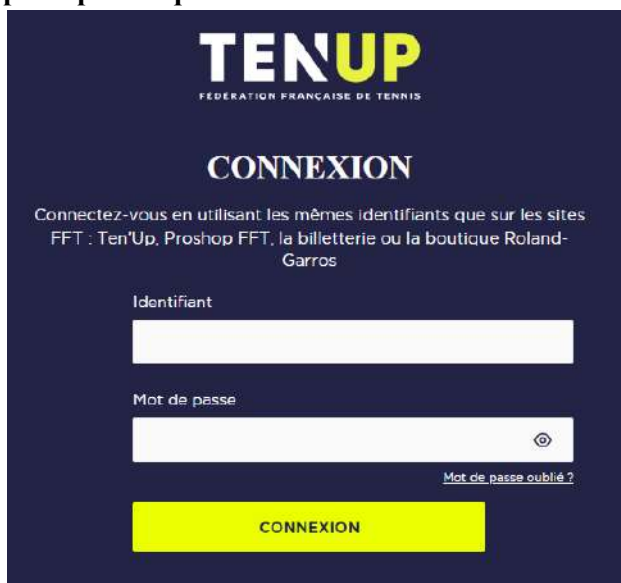 TENUP
FÉDÉRATION FRANÇAISE DE TENNIS
CONNEXION
Connectez-vous en utilisant les mêmes identifiants que sur les sites
FFT : Ten'Up, Proshop FFT, la billetterie ou la boutique Roland-
Garros
Identifiant
Mot de passe
Mot de passe oublié ?
CONNEXION